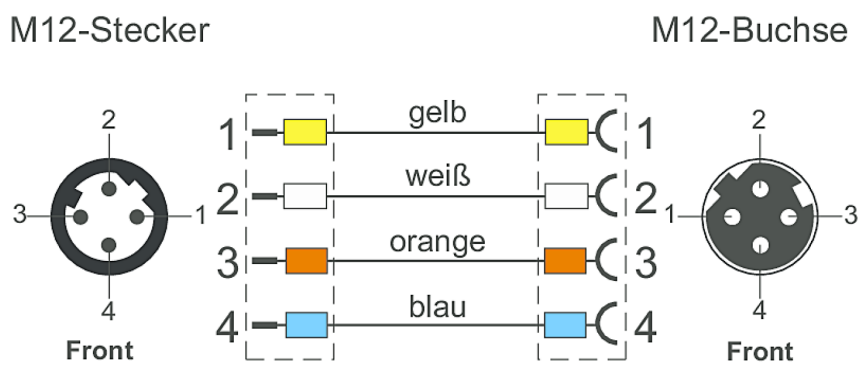 M12-Stecker M12-Buchse
2 gelb 2
1 1
weiß
3 1 2 2 1 3
orange
3 3
4 blau 4
4 4
Front Front